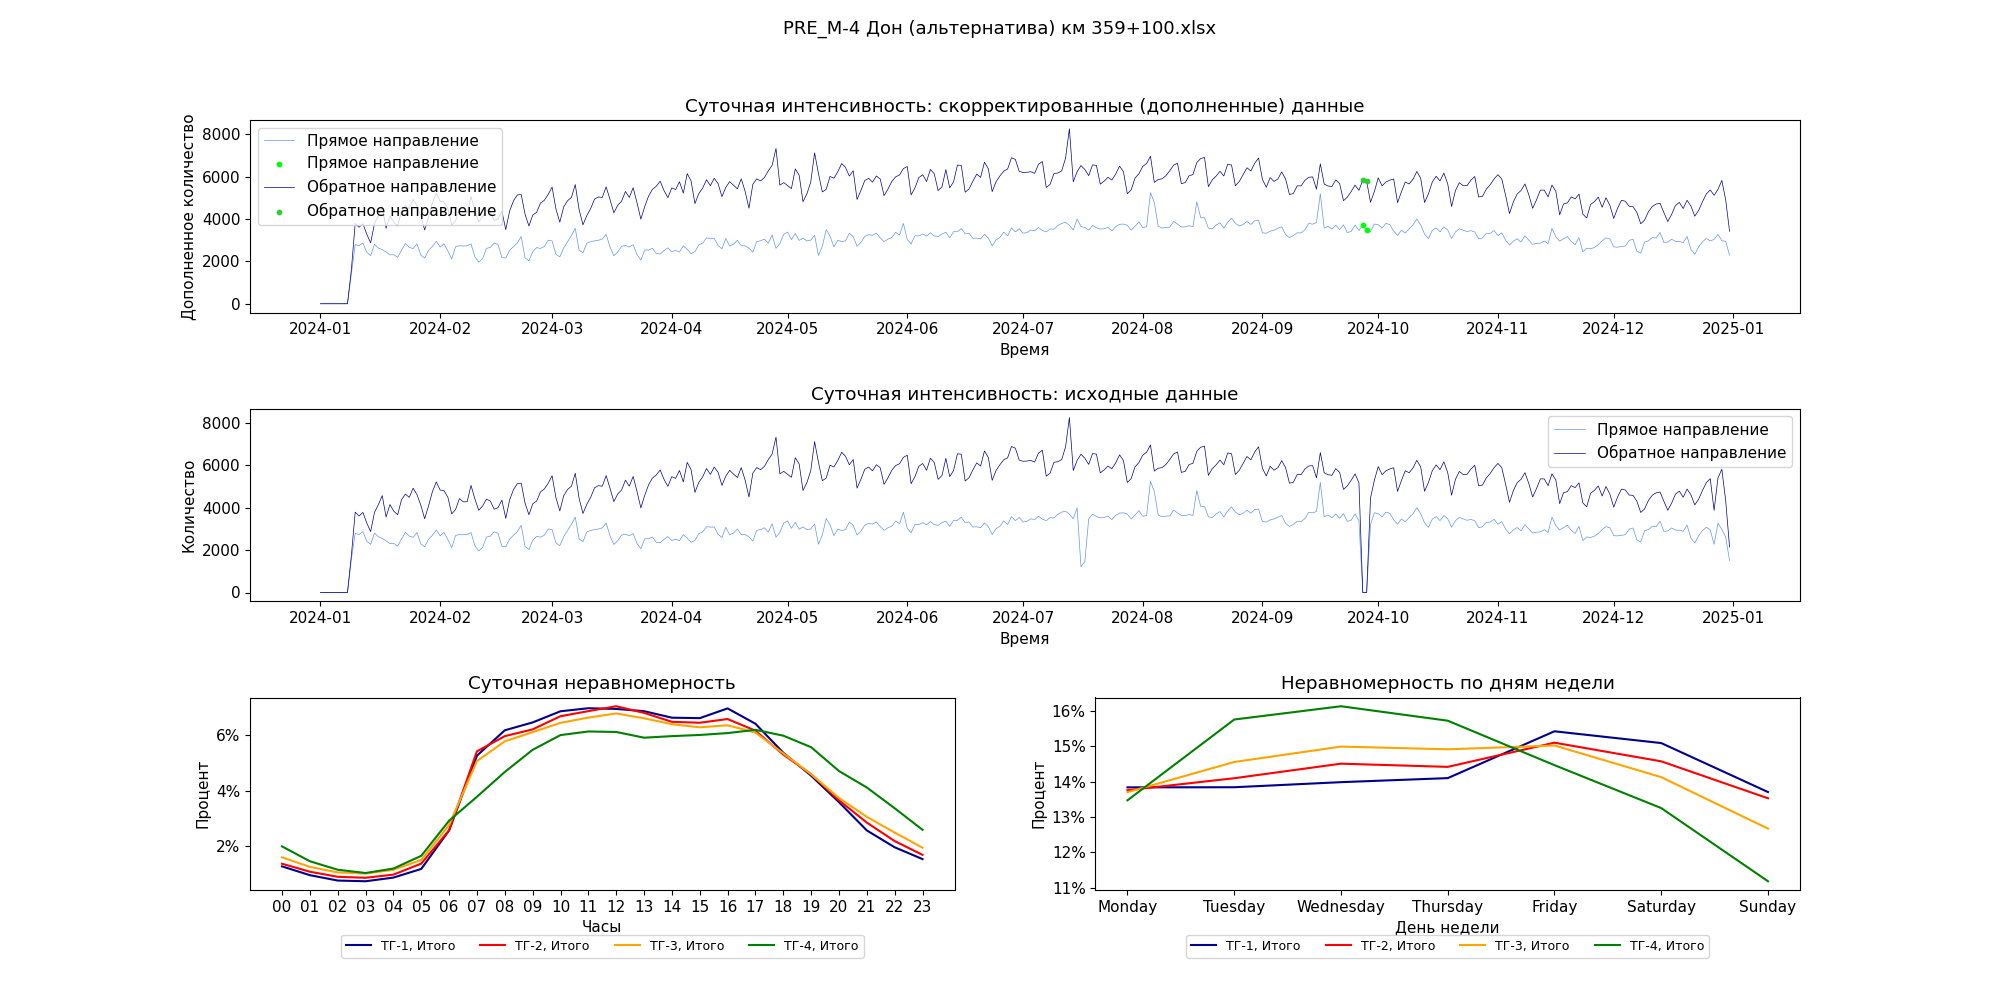 PRE_М-4 Дон (альтернатива) км 359+100.xlsx
Суточная интенсивность: скорректированные (дополненные) данные
Дополненное количество
8000
6000
4000
2000
0
Прямое направление
Прямое направление
Обратное направление
Обратное направление
2024-01 2024-02 2024-03 2024-04 2024-05 2024-06 2024-07 2024-08 2024-09 2024-10 2024-11 2024-12 2025-01
Время
Суточная интенсивность: исходные данные
Количество
8000
6000
4000
2000
0
Прямое направление
Обратное направление
2024-01 2024-02 2024-03 2024-04 2024-05 2024-06 2024-07 2024-08 2024-09 2024-10 2024-11 2024-12 2025-01
Время
Суточная неравномерность
Процент
6%
4%
2%
00 01 02 03 04 05 06 07 08 09 10 11 12 13 14 15 16 17 18 19 20 21 22 23
Часы
ТГ-1, Итого ТГ-2, Итого ТГ-3, Итого ТГ-4, Итого
Неравномерность по дням недели
Процент
16%
15%
14%
13%
12%
11%
Monday Tuesday Wednesday Thursday Friday Saturday Sunday
День недели
ТГ-1, Итого ТГ-2, Итого ТГ-3, Итого ТГ-4, Итого